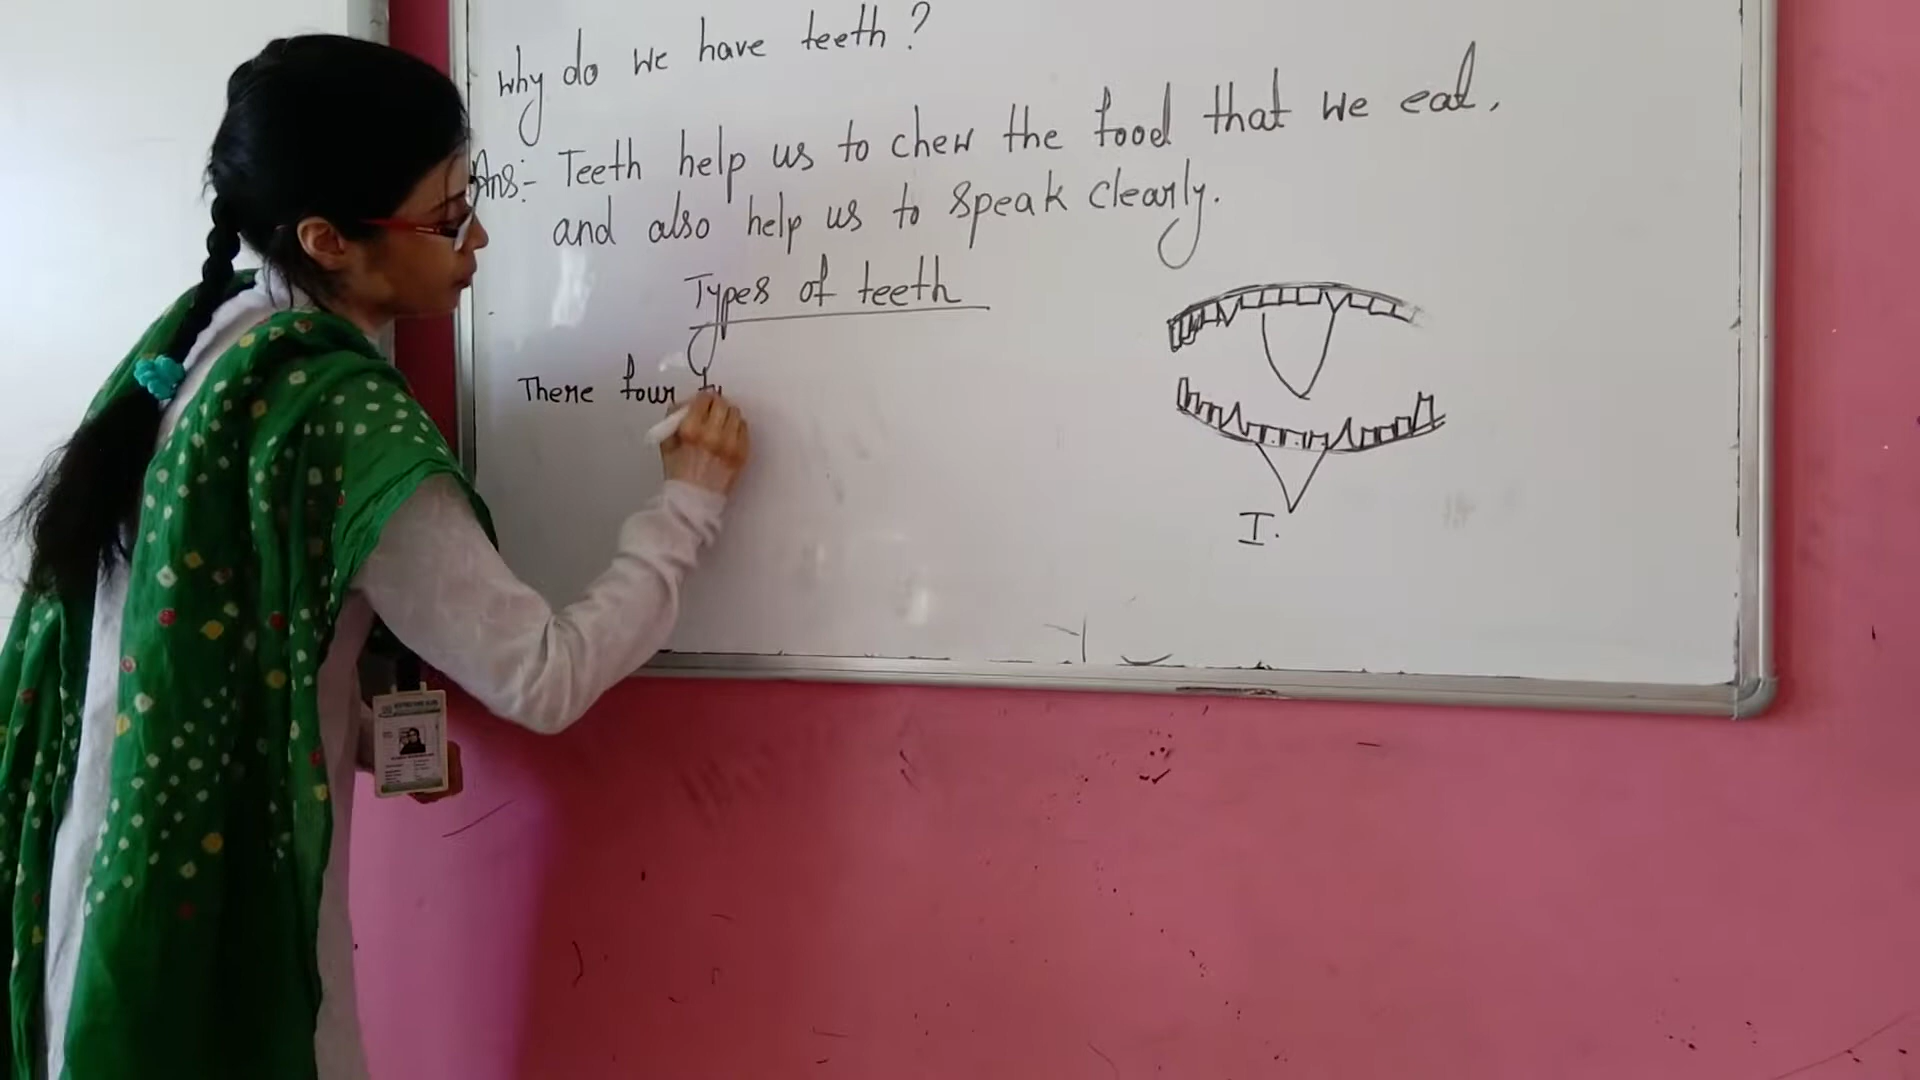 why do we have teeth?
Ans:- Teeth help us to chew the food that we eat,
and also help us to speak clearly.
Types of teeth
There four
I.